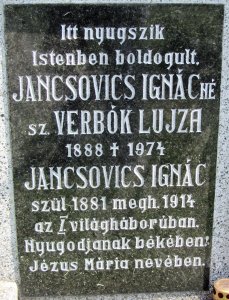 Itt nyugszik
Istenben boldogult,
JANCSOVICS IGNÁCNÉ
SZ. VERBÓK LUJZA
1888 ✝ 1974
JANCSOVICS IGNÁC
szül 1881 megh. 1914
az I. világháborúban.
Nyugodjanak békében!
Jézus Mária nevében.